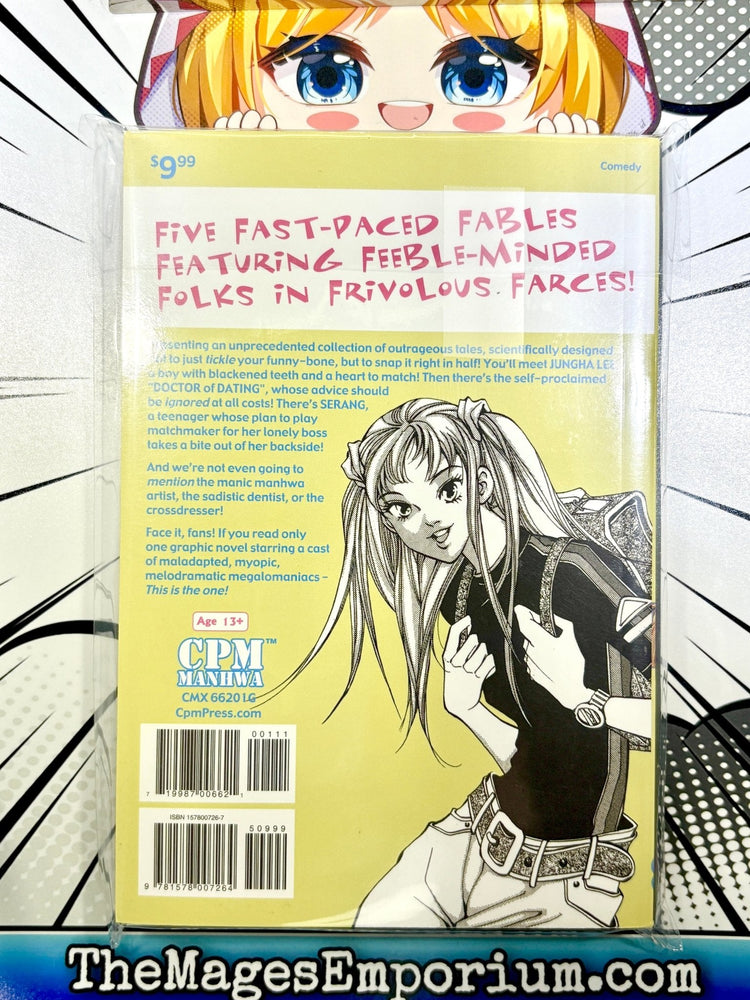 $9.99
Comedy
FIVE FAST-PACED FABLES
FEATURING FEEBLE-MINDED
FOLKS IN FRIVOLOUS FARCES!
an unprecedented collection of outrageous tales, scientifically designed
to just tickle your funny-bone, but to snap it right in half! You'll meet JUNGHA LEE
a boy with blackened teeth and a heart to match! Then there's the self-proclaimed
"DOCTOR of DATING", whose advice should
be ignored at all costs! There's SERANG,
a teenager whose plan to play
matchmaker for her lonely boss
takes a bite out of her backside!
And we're not even going to
mention the manic manhwa
artist, the sadistic dentist, or the
crossdresser!
Face it, fans! If you read only
one graphic novel starring a cast
of maladapted, myopic,
melodramatic megalomaniacs –
This is the one!
Age 13+
CPM™
MANHWA
CMX 66201G
CpmPress.com
00111
7 19987 00662 1
ISBN 157800726-7
50999
9 781578 007264
TheMagesEmporium.com